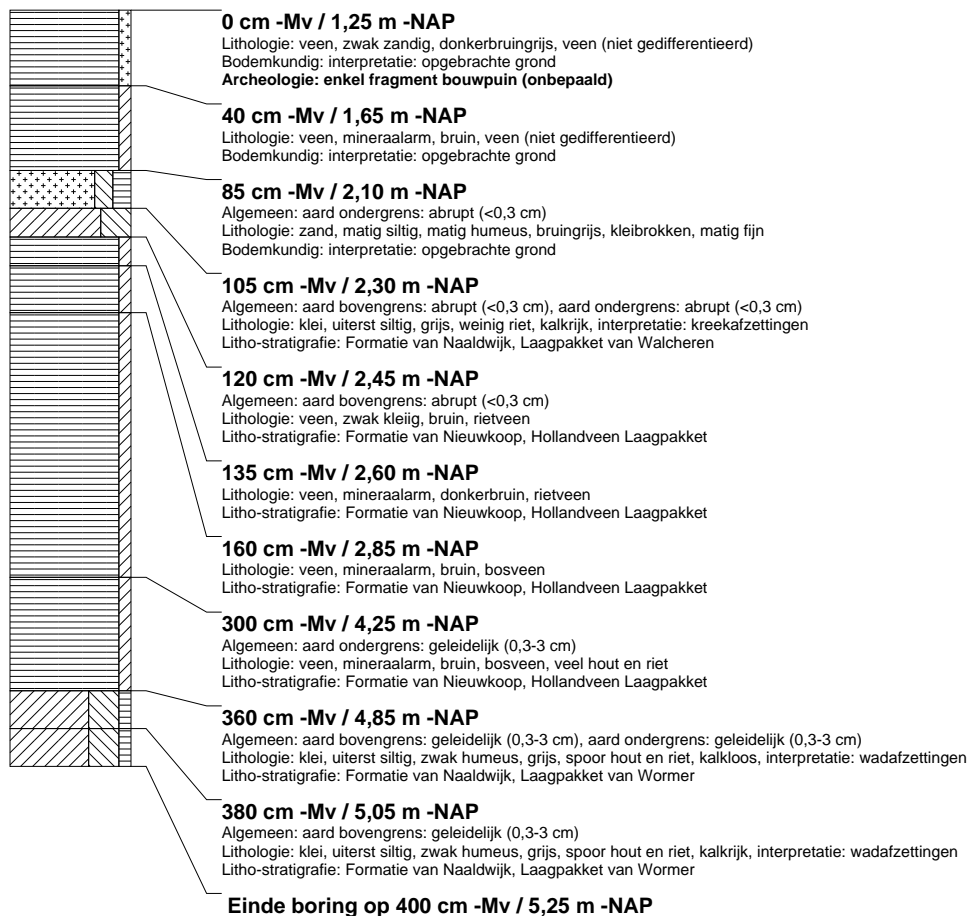 0 cm -Mv / 1,25 m -NAP
Lithologie: veen, zwak zandig, donkerbruingrijs, veen (niet gedifferentieerd)
Bodemkundig: interpretatie: opgebrachte grond
Archeologie: enkel fragment bouwpuin (onbepaald)
40 cm -Mv / 1,65 m -NAP
Lithologie: veen, mineraalarm, bruin, veen (niet gedifferentieerd)
Bodemkundig: interpretatie: opgebrachte grond
85 cm -Mv / 2,10 m -NAP
Algemeen: aard ondergrens: abrupt (<0,3 cm)
Lithologie: zand, matig siltig, matig humeus, bruingrijs, kleibrokken, matig fijn
Bodemkundig: interpretatie: opgebrachte grond
105 cm -Mv / 2,30 m -NAP
Algemeen: aard bovengrens: abrupt (<0,3 cm), aard ondergrens: abrupt (<0,3 cm)
Lithologie: klei, uiterst siltig, grijs, weinig riet, kalkrijk, interpretatie: kreekafzettingen
Litho-stratigrafie: Formatie van Naaldwijk, Laagpakket van Walcheren
120 cm -Mv / 2,45 m -NAP
Algemeen: aard bovengrens: abrupt (<0,3 cm)
Lithologie: veen, zwak kleiig, bruin, rietveen
Litho-stratigrafie: Formatie van Nieuwkoop, Hollandveen Laagpakket
135 cm -Mv / 2,60 m -NAP
Lithologie: veen, mineraalarm, donkerbruin, rietveen
Litho-stratigrafie: Formatie van Nieuwkoop, Hollandveen Laagpakket
160 cm -Mv / 2,85 m -NAP
Lithologie: veen, mineraalarm, bruin, bosveen
Litho-stratigrafie: Formatie van Nieuwkoop, Hollandveen Laagpakket
300 cm -Mv / 4,25 m -NAP
Algemeen: aard ondergrens: geleidelijk (0,3-3 cm)
Lithologie: veen, mineraalarm, bruin, bosveen, veel hout en riet
Litho-stratigrafie: Formatie van Nieuwkoop, Hollandveen Laagpakket
360 cm -Mv / 4,85 m -NAP
Algemeen: aard bovengrens: geleidelijk (0,3-3 cm), aard ondergrens: geleidelijk (0,3-3 cm)
Lithologie: klei, uiterst siltig, zwak humeus, grijs, spoor hout en riet, kalkloos, interpretatie: wadafzettingen
Litho-stratigrafie: Formatie van Naaldwijk, Laagpakket van Wormer
380 cm -Mv / 5,05 m -NAP
Algemeen: aard bovengrens: geleidelijk (0,3-3 cm)
Lithologie: klei, uiterst siltig, zwak humeus, grijs, spoor hout en riet, kalkrijk, interpretatie: wadafzettingen
Litho-stratigrafie: Formatie van Naaldwijk, Laagpakket van Wormer
Einde boring op 400 cm -Mv / 5,25 m -NAP